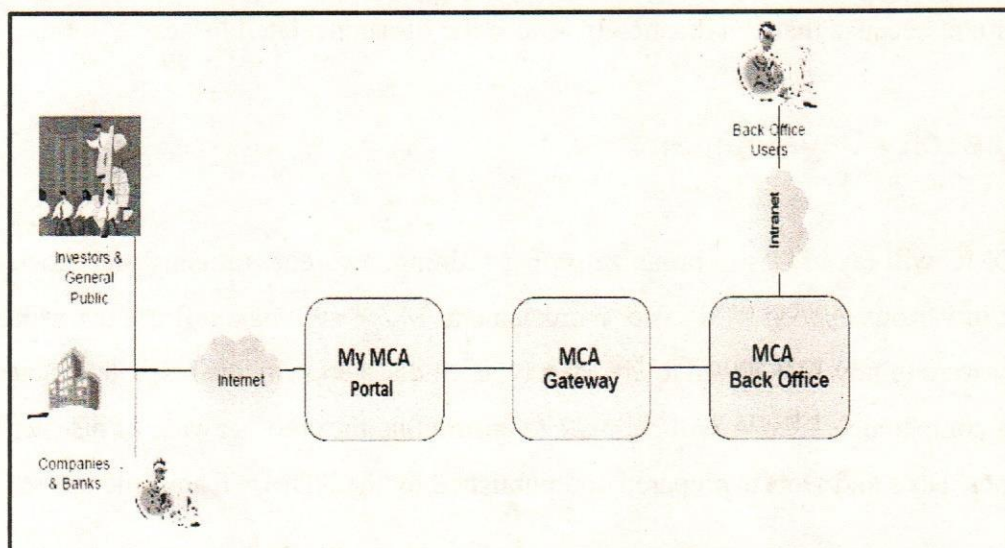 Back Office
Users
Intranet
Investors &
General
Public
Internet
My MCA
Portal
MCA
Gateway
MCA
Back Office
Companies
& Banks